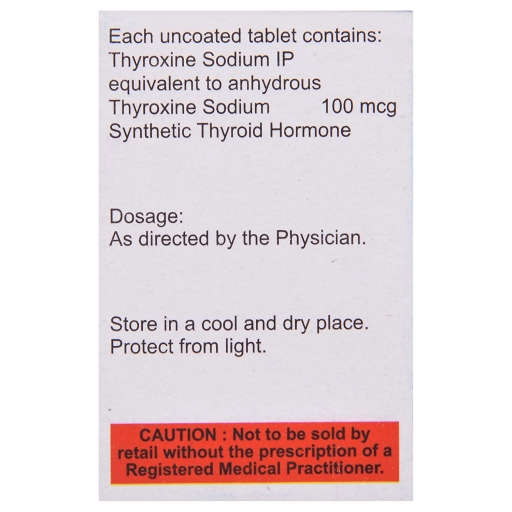 Each uncoated tablet contains:
Thyroxine Sodium IP
equivalent to anhydrous
Thyroxine Sodium 100 mcg
Synthetic Thyroid Hormone
Dosage:
As directed by the Physician.
Store in a cool and dry place.
Protect from light.
CAUTION : Not to be sold by
retail without the prescription of a
Registered Medical Practitioner.